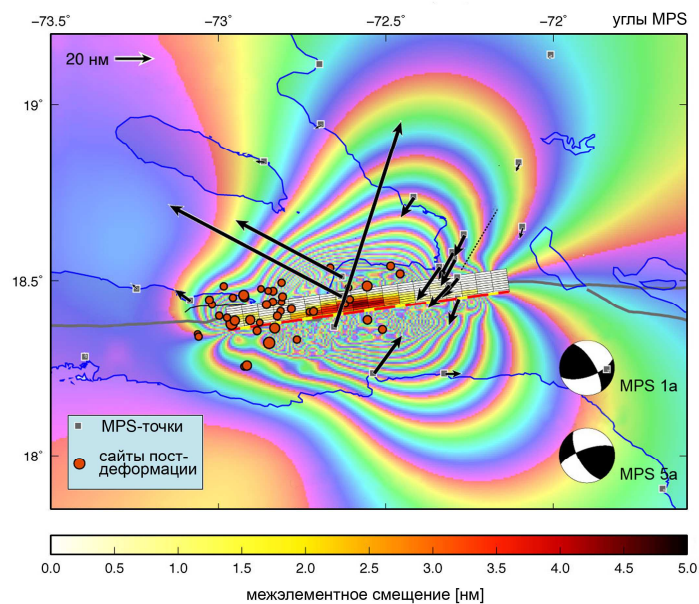 −73.5
−73
−72.5
−72
углы MPS
20 нм
19°
18.5°
18°
MPS 1a
MPS 5a
MPS-точки
сайты пост-
деформации
0.0 0.5 1.0 1.5 2.0 2.5 3.0 3.5 4.0 4.5 5.0
межэлементное смещение [нм]